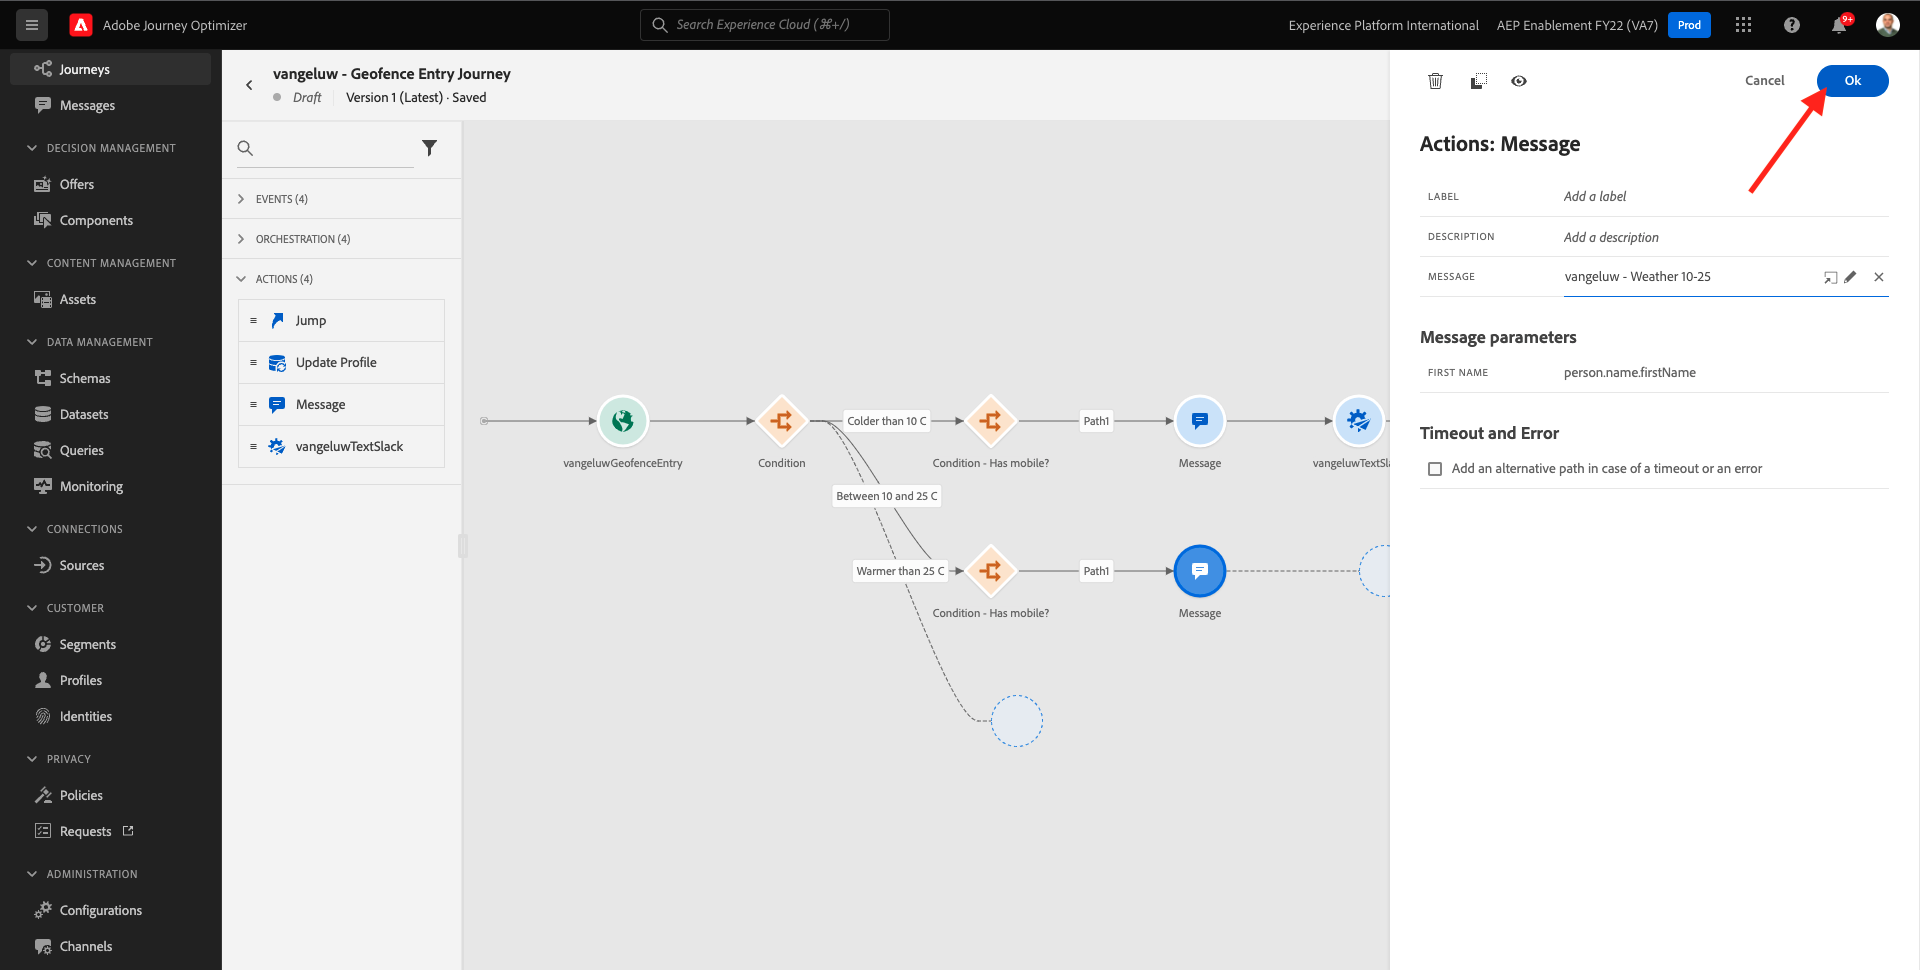 Adobe Journey Optimizer
Search Experience Cloud (⌘+/)
Experience Platform International
AEP Enablement FY22 (VA7)
Prod
9+
Journeys
Messages
DECISION MANAGEMENT
Offers
Components
CONTENT MANAGEMENT
Assets
DATA MANAGEMENT
Schemas
Datasets
Queries
Monitoring
CONNECTIONS
Sources
CUSTOMER
Segments
Profiles
Identities
PRIVACY
Policies
Requests
ADMINISTRATION
Configurations
Channels
vangeluw - Geofence Entry Journey
Draft
Version 1 (Latest) · Saved
EVENTS (4)
ORCHESTRATION (4)
ACTIONS (4)
Jump
Update Profile
Message
vangeluwTextSlack
vangeluwGeofenceEntry
Condition
Colder than 10 C
Condition - Has mobile?
Path1
Message
vangeluwTextSla
Between 10 and 25 C
Warmer than 25 C
Condition - Has mobile?
Path1
Message
Cancel
Ok
Actions: Message
LABEL
Add a label
DESCRIPTION
Add a description
MESSAGE
vangeluw - Weather 10-25
Message parameters
FIRST NAME
person.name.firstName
Timeout and Error
Add an alternative path in case of a timeout or an error